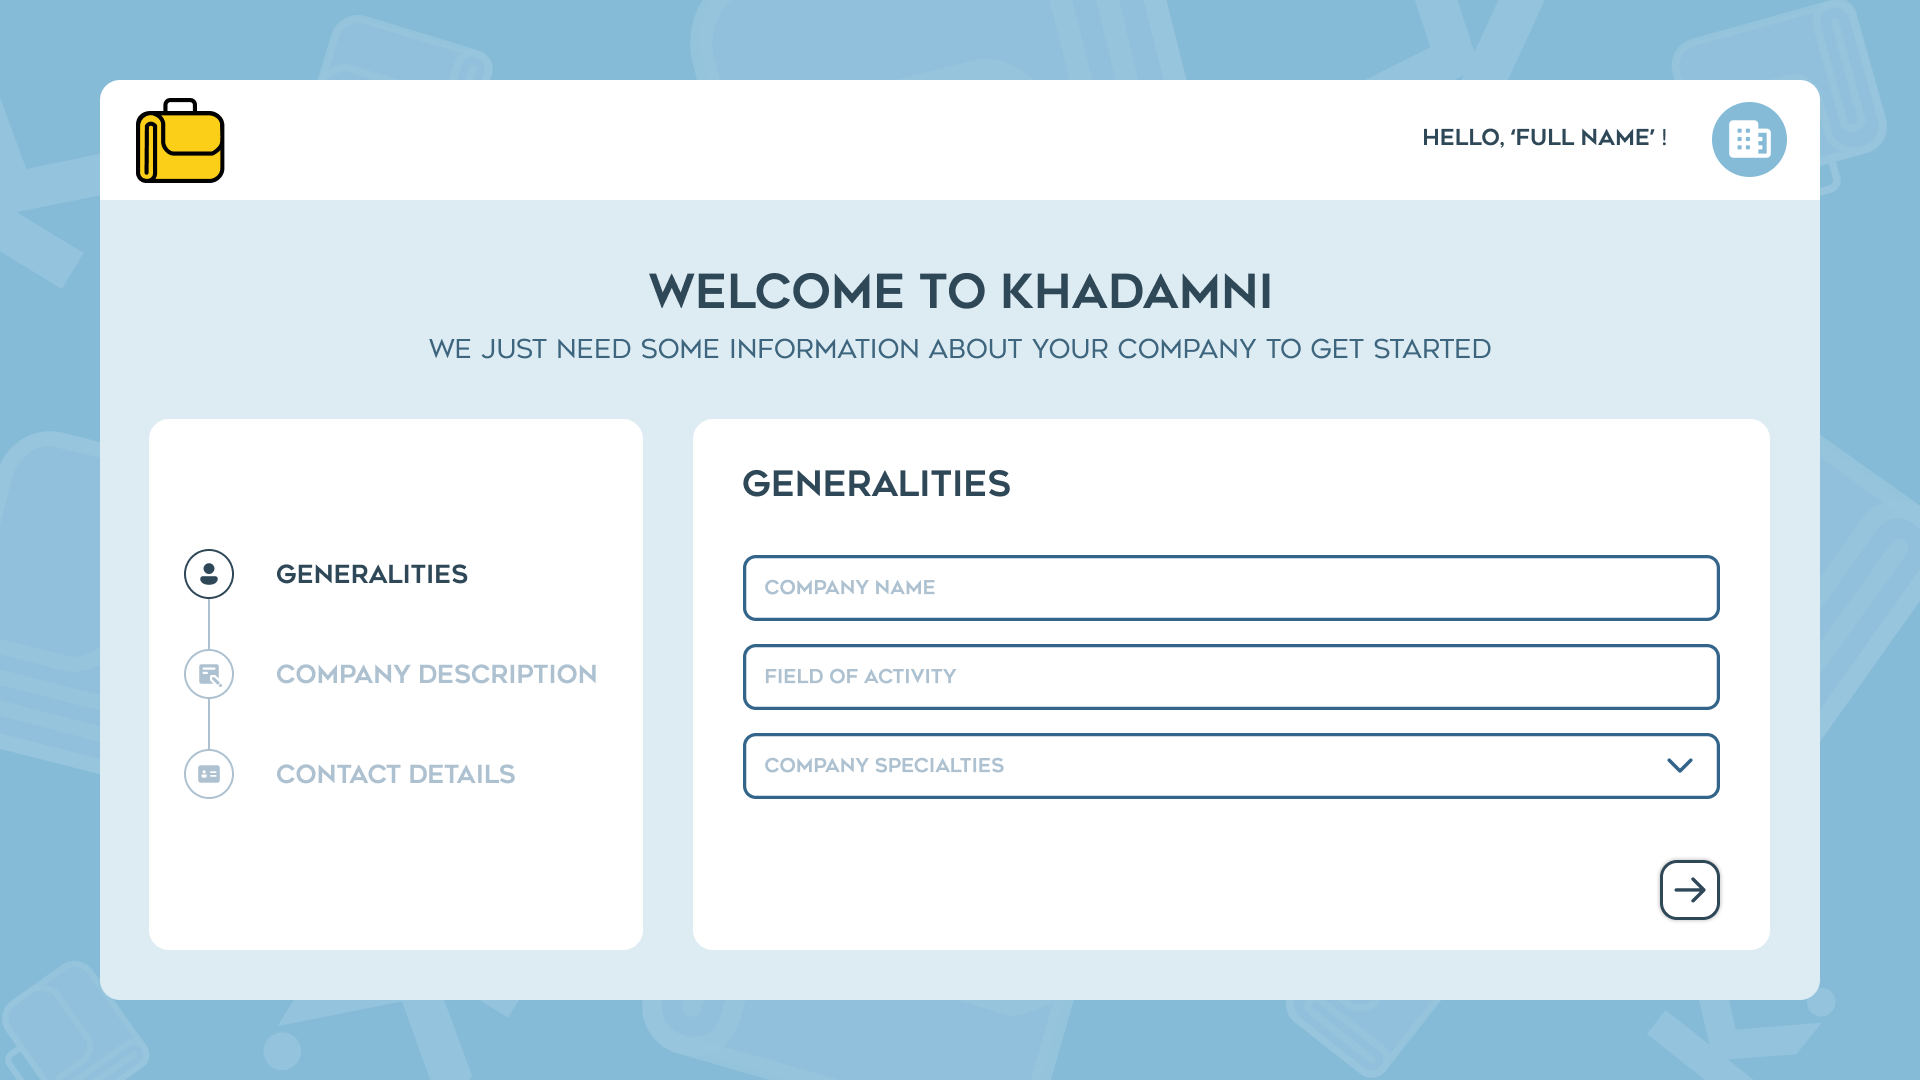 HELLO, ‘FULL NAME’ !
WELCOME TO KHADAMNI
WE JUST NEED SOME INFORMATION ABOUT YOUR COMPANY TO GET STARTED
GENERALITIES
COMPANY DESCRIPTION
CONTACT DETAILS
GENERALITIES
COMPANY NAME
FIELD OF ACTIVITY
COMPANY SPECIALTIES